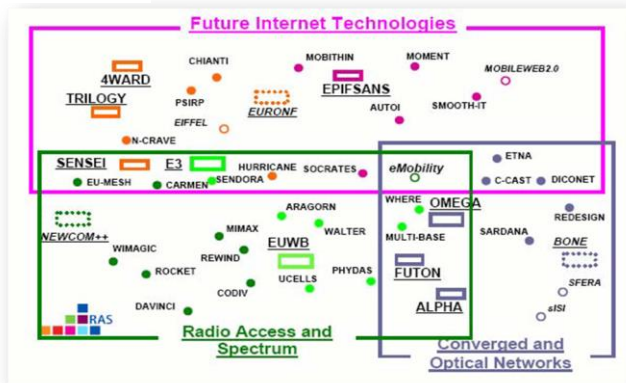 Future Internet Technologies
CHIANTI
MOBITHIN
MOMENT
4WARD
MOBILEWEB2.0
TRILOGY
PSIRP
EURONF
EPIFSANS
AUTOI
SMOOTH-IT
EIFFEL
N-CRAVE
SENSEI
E3
HURRICANE
SOCRATES
eMobility
ETNA
EU-MESH
CARMEN
SENDORA
C-CAST
DICONET
ARAGORN
WHERE
OMEGA
REDESIGN
NEWCOM++
MIMAX
WALTER
MULTI-BASE
SARDANA
BONE
WIMAGIC
REWIND
EUWB
ROCKET
UCELLS
PHYDAS
FUTON
SFERA
CODIV
DAVINCI
ALPHA
sISI
RAS
Radio Access and
Spectrum
Converged and
Optical Networks